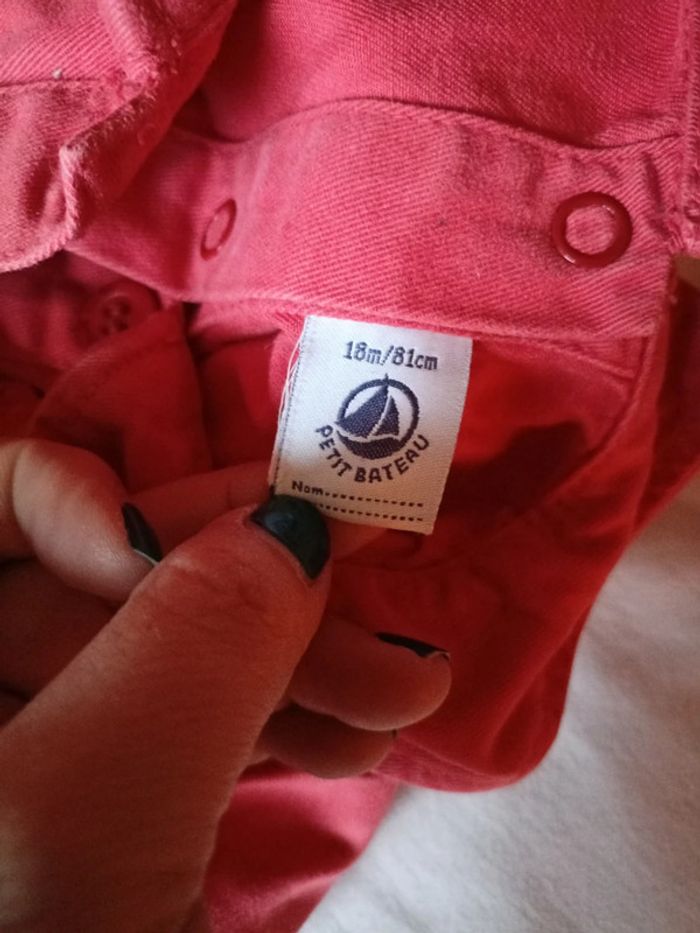 18m/81cm
PETIT BATEAU
Nom..............